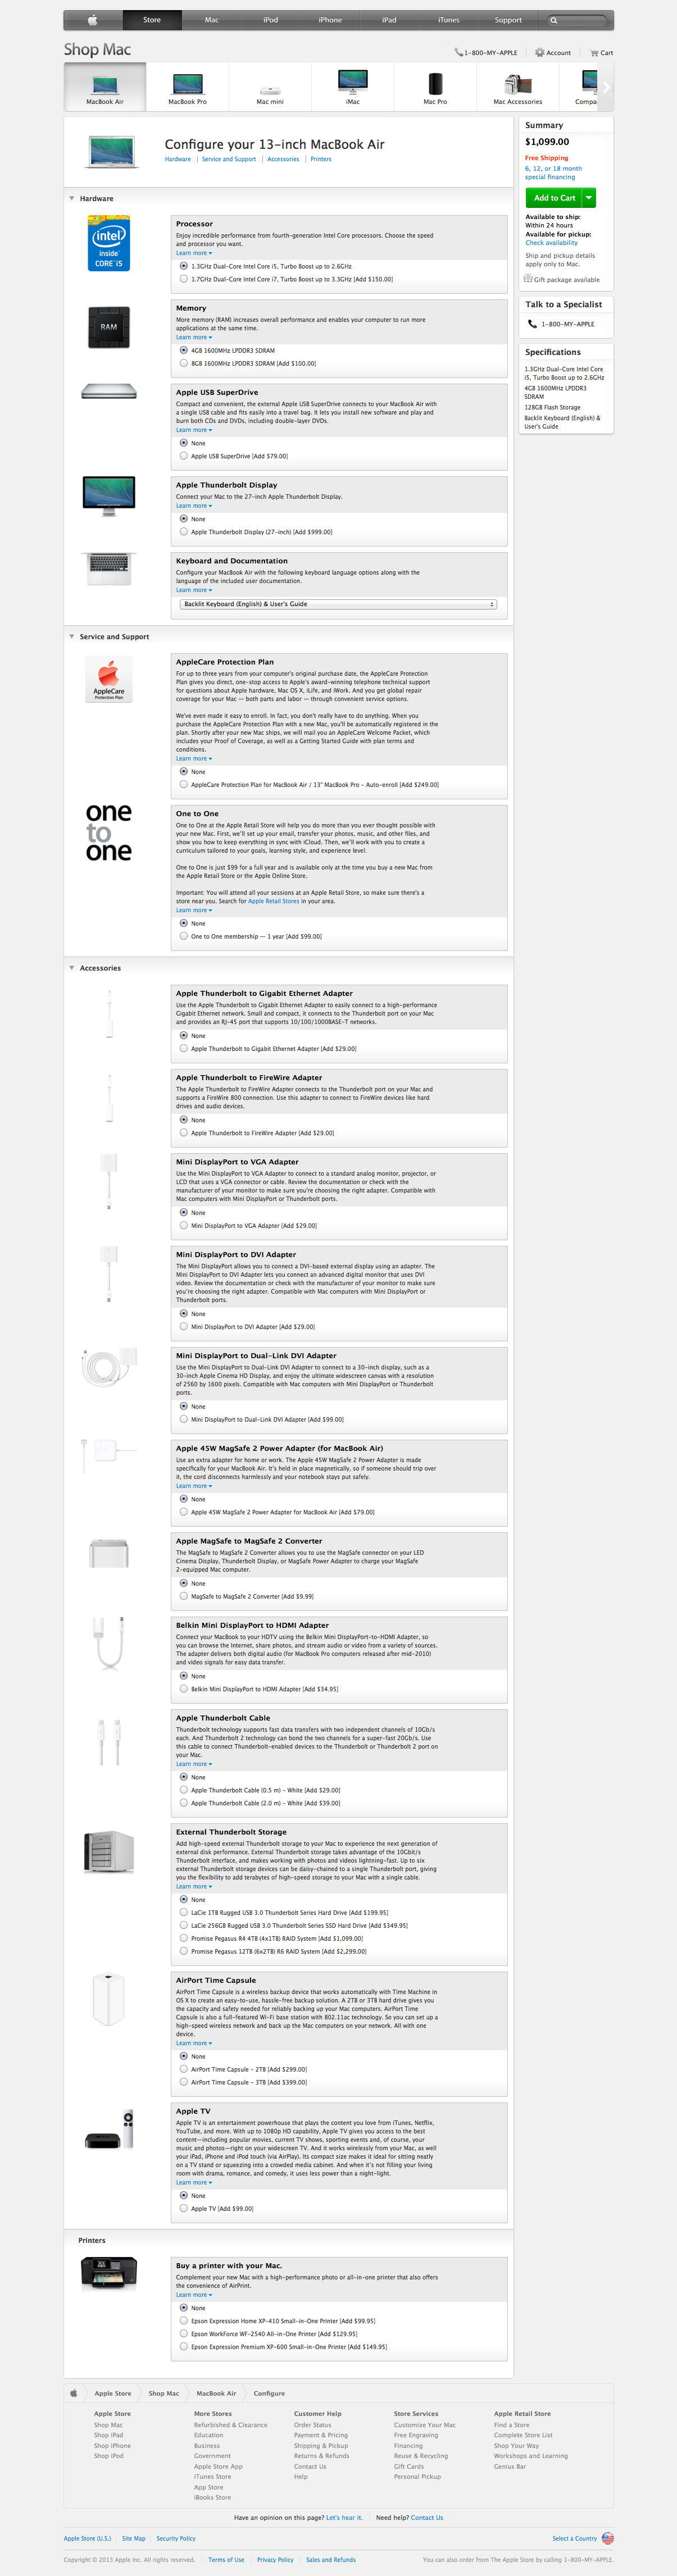 Store Mac iPod iPhone iPad iTunes Support
Shop Mac
1-800-MY-APPLE Account Cart
MacBook Air MacBook Pro Mac mini iMac Mac Pro Mac Accessories Compa
Configure your 13-inch MacBook Air
Hardware Service and Support Accessories Printers
Summary
$1,099.00
Free Shipping
6, 12, or 18 month
special financing
Add to Cart
Available to ship:
Within 24 hours
Available for pickup:
Check availability
Ship and pickup details
apply only to Mac.
Gift package available
Talk to a Specialist
1-800-MY-APPLE
Specifications
1.3GHz Dual-Core Intel Core
i5, Turbo Boost up to 2.6GHz
4GB 1600MHz LPDDR3
SDRAM
128GB Flash Storage
Backlit Keyboard (English) &
User's Guide
Hardware
intel
inside
CORE i5
Processor
Enjoy incredible performance from fourth-generation Intel Core processors. Choose the speed
and processor you want.
Learn more
1.3GHz Dual-Core Intel Core i5, Turbo Boost up to 2.6GHz
1.7GHz Dual-Core Intel Core i7, Turbo Boost up to 3.3GHz [Add $150.00]
RAM
Memory
More memory (RAM) increases overall performance and enables your computer to run more
applications at the same time.
Learn more
4GB 1600MHz LPDDR3 SDRAM
8GB 1600MHz LPDDR3 SDRAM [Add $100.00]
Apple USB SuperDrive
Compact and convenient, the external Apple USB SuperDrive connects to your MacBook Air with
a single USB cable and fits easily into a travel bag. It lets you install new software and play and
burn both CDs and DVDs, including double-layer DVDs.
Learn more
None
Apple USB SuperDrive [Add $79.00]
Apple Thunderbolt Display
Connect your Mac to the 27-inch Apple Thunderbolt Display.
Learn more
None
Apple Thunderbolt Display (27-inch) [Add $999.00]
Keyboard and Documentation
Configure your MacBook Air with the following keyboard language options along with the
language of the included user documentation.
Learn more
Backlit Keyboard (English) & User's Guide
Service and Support
AppleCare
Protection Plan
AppleCare Protection Plan
For up to three years from your computer's original purchase date, the AppleCare Protection
Plan gives you direct, one-stop access to Apple's award-winning telephone technical support
for questions about Apple hardware, Mac OS X, iLife, and iWork. And you get global repair
coverage for your Mac — both parts and labor — through convenient service options.
We've even made it easy to enroll. In fact, you don't really have to do anything. When you
purchase the AppleCare Protection Plan with a new Mac, you'll be automatically registered in the
plan. Shortly after your new Mac ships, we will mail you an AppleCare Welcome Packet, which
includes your Proof of Coverage, as well as a Getting Started Guide with plan terms and
conditions.
Learn more
None
AppleCare Protection Plan for MacBook Air / 13" MacBook Pro - Auto-enroll [Add $249.00]
one
to
one
One to One
One to One at the Apple Retail Store will help you do more than you ever thought possible with
your new Mac. First, we'll set up your email, transfer your photos, music, and other files, and
show you how to keep everything in sync with iCloud. Then, we'll work with you to create a
curriculum tailored to your goals, learning style, and experience level.
One to One is just $99 for a full year and is available only at the time you buy a new Mac from
the Apple Retail Store or the Apple Online Store.
Important: You will attend all your sessions at an Apple Retail Store, so make sure there's a
store near you. Search for Apple Retail Stores in your area.
Learn more
None
One to One membership — 1 year [Add $99.00]
Accessories
Apple Thunderbolt to Gigabit Ethernet Adapter
Use the Apple Thunderbolt to Gigabit Ethernet Adapter to easily connect to a high-performance
Gigabit Ethernet network. Small and compact, it connects to the Thunderbolt port on your Mac
and provides an RJ-45 port that supports 10/100/1000BASE-T networks.
None
Apple Thunderbolt to Gigabit Ethernet Adapter [Add $29.00]
Apple Thunderbolt to FireWire Adapter
The Apple Thunderbolt to FireWire Adapter connects to the Thunderbolt port on your Mac and
supports a FireWire 800 connection. Use this adapter to connect to FireWire devices like hard
drives and audio devices.
None
Apple Thunderbolt to FireWire Adapter [Add $29.00]
Mini DisplayPort to VGA Adapter
Use the Mini DisplayPort to VGA Adapter to connect to a standard analog monitor, projector, or
LCD that uses a VGA connector or cable. Review the documentation or check with the
manufacturer of your monitor to make sure you're choosing the right adapter. Compatible with
Mac computers with Mini DisplayPort or Thunderbolt ports.
None
Mini DisplayPort to VGA Adapter [Add $29.00]
Mini DisplayPort to DVI Adapter
The Mini DisplayPort allows you to connect a DVI-based external display using an adapter. The
Mini DisplayPort to DVI Adapter lets you connect an advanced digital monitor that uses DVI
video. Review the documentation or check with the manufacturer of your monitor to make sure
you're choosing the right adapter. Compatible with Mac computers with Mini DisplayPort or
Thunderbolt ports.
None
Mini DisplayPort to DVI Adapter [Add $29.00]
Mini DisplayPort to Dual-Link DVI Adapter
Use the Mini DisplayPort to Dual-Link DVI Adapter to connect to a 30-inch display, such as a
30-inch Apple Cinema HD Display, and enjoy the ultimate widescreen canvas with a resolution
of 2560 by 1600 pixels. Compatible with Mac computers with Mini DisplayPort or Thunderbolt
ports.
None
Mini DisplayPort to Dual-Link DVI Adapter [Add $99.00]
Apple 45W MagSafe 2 Power Adapter (for MacBook Air)
Use an extra adapter for home or work. The Apple 45W MagSafe 2 Power Adapter is made
specifically for your MacBook Air. It's held in place magnetically, so if someone should trip over
it, the cord disconnects harmlessly and your notebook stays put safely.
Learn more
None
Apple 45W MagSafe 2 Power Adapter for MacBook Air [Add $79.00]
Apple MagSafe to MagSafe 2 Converter
The MagSafe to MagSafe 2 Converter allows you to use the MagSafe connector on your LED
Cinema Display, Thunderbolt Display, or MagSafe Power Adapter to charge your MagSafe
2-equipped Mac computer.
None
MagSafe to MagSafe 2 Converter [Add $9.99]
Belkin Mini DisplayPort to HDMI Adapter
Connect your MacBook to your HDTV using the Belkin Mini DisplayPort-to-HDMI Adapter, so
you can browse the Internet, share photos, and stream audio or video from a variety of sources.
The adapter delivers both digital audio (for MacBook Pro computers released after mid-2010)
and video signals for easy data transfer.
None
Belkin Mini DisplayPort to HDMI Adapter [Add $34.95]
Apple Thunderbolt Cable
Thunderbolt technology supports fast data transfers with two independent channels of 10Gb/s
each. And Thunderbolt 2 technology can bond the two channels for a super-fast 20Gb/s. Use
this cable to connect Thunderbolt-enabled devices to the Thunderbolt or Thunderbolt 2 port on
your Mac.
Learn more
None
Apple Thunderbolt Cable (0.5 m) - White [Add $29.00]
Apple Thunderbolt Cable (2.0 m) - White [Add $39.00]
External Thunderbolt Storage
Add high-speed external Thunderbolt storage to your Mac to experience the next generation of
external disk performance. External Thunderbolt storage takes advantage of the 10Gbit/s
Thunderbolt interface, and makes working with photos and videos lightning-fast. Up to six
external Thunderbolt storage devices can be daisy-chained to a single Thunderbolt port, giving
you the flexibility to add terabytes of high-speed storage to your Mac with a single cable.
Learn more
None
LaCie 1TB Rugged USB 3.0 Thunderbolt Series Hard Drive [Add $199.95]
LaCie 256GB Rugged USB 3.0 Thunderbolt Series SSD Hard Drive [Add $349.95]
Promise Pegasus R4 4TB (4x1TB) RAID System [Add $1,099.00]
Promise Pegasus 12TB (6x2TB) R6 RAID System [Add $2,299.00]
AirPort Time Capsule
AirPort Time Capsule is a wireless backup device that works automatically with Time Machine in
OS X to create an easy-to-use, hassle-free backup solution. A 2TB or 3TB hard drive gives you
the capacity and safety needed for reliably backing up your Mac computers. AirPort Time
Capsule is also a full-featured Wi-Fi base station with 802.11ac technology. So you can set up a
high-speed wireless network and back up the Mac computers on your network. All with one
device.
Learn more
None
AirPort Time Capsule - 2TB [Add $299.00]
AirPort Time Capsule - 3TB [Add $399.00]
Apple TV
Apple TV is an entertainment powerhouse that plays the content you love from iTunes, Netflix,
YouTube, and more. With up to 1080p HD capability, Apple TV gives you access to the best
content—including popular movies, current TV shows, sporting events and, of course, your
music and photos—right on your widescreen TV. And it works wirelessly from your Mac, as well
your iPad, iPhone and iPod touch (via AirPlay). Its compact size makes it ideal for sitting neatly
on a TV stand or squeezing into a crowded media cabinet. And when it's not filling your living
room with drama, romance, and comedy, it uses less power than a night-light.
Learn more
None
Apple TV [Add $99.00]
Printers
Buy a printer with your Mac.
Complement your new Mac with a high-performance photo or all-in-one printer that also offers
the convenience of AirPrint.
Learn more
None
Epson Expression Home XP-410 Small-in-One Printer [Add $99.95]
Epson WorkForce WF-2540 All-in-One Printer [Add $129.95]
Epson Expression Premium XP-600 Small-in-One Printer [Add $149.95]
Apple Store Shop Mac MacBook Air Configure
Apple Store
Shop Mac
Shop iPad
Shop iPhone
Shop iPod
More Stores
Refurbished & Clearance
Education
Business
Government
Apple Store App
iTunes Store
App Store
iBooks Store
Customer Help
Order Status
Payment & Pricing
Shipping & Pickup
Returns & Refunds
Contact Us
Help
Store Services
Customize Your Mac
Free Engraving
Financing
Reuse & Recycling
Gift Cards
Personal Pickup
Apple Retail Store
Find a Store
Complete Store List
Shop Your Way
Workshops and Learning
Genius Bar
Have an opinion on this page? Let's hear it. Need help? Contact Us
Apple Store (U.S.) Site Map Security Policy Select a Country
Copyright © 2013 Apple Inc. All rights reserved. Terms of Use Privacy Policy Sales and Refunds You can also order from The Apple Store by calling 1-800-MY-APPLE.